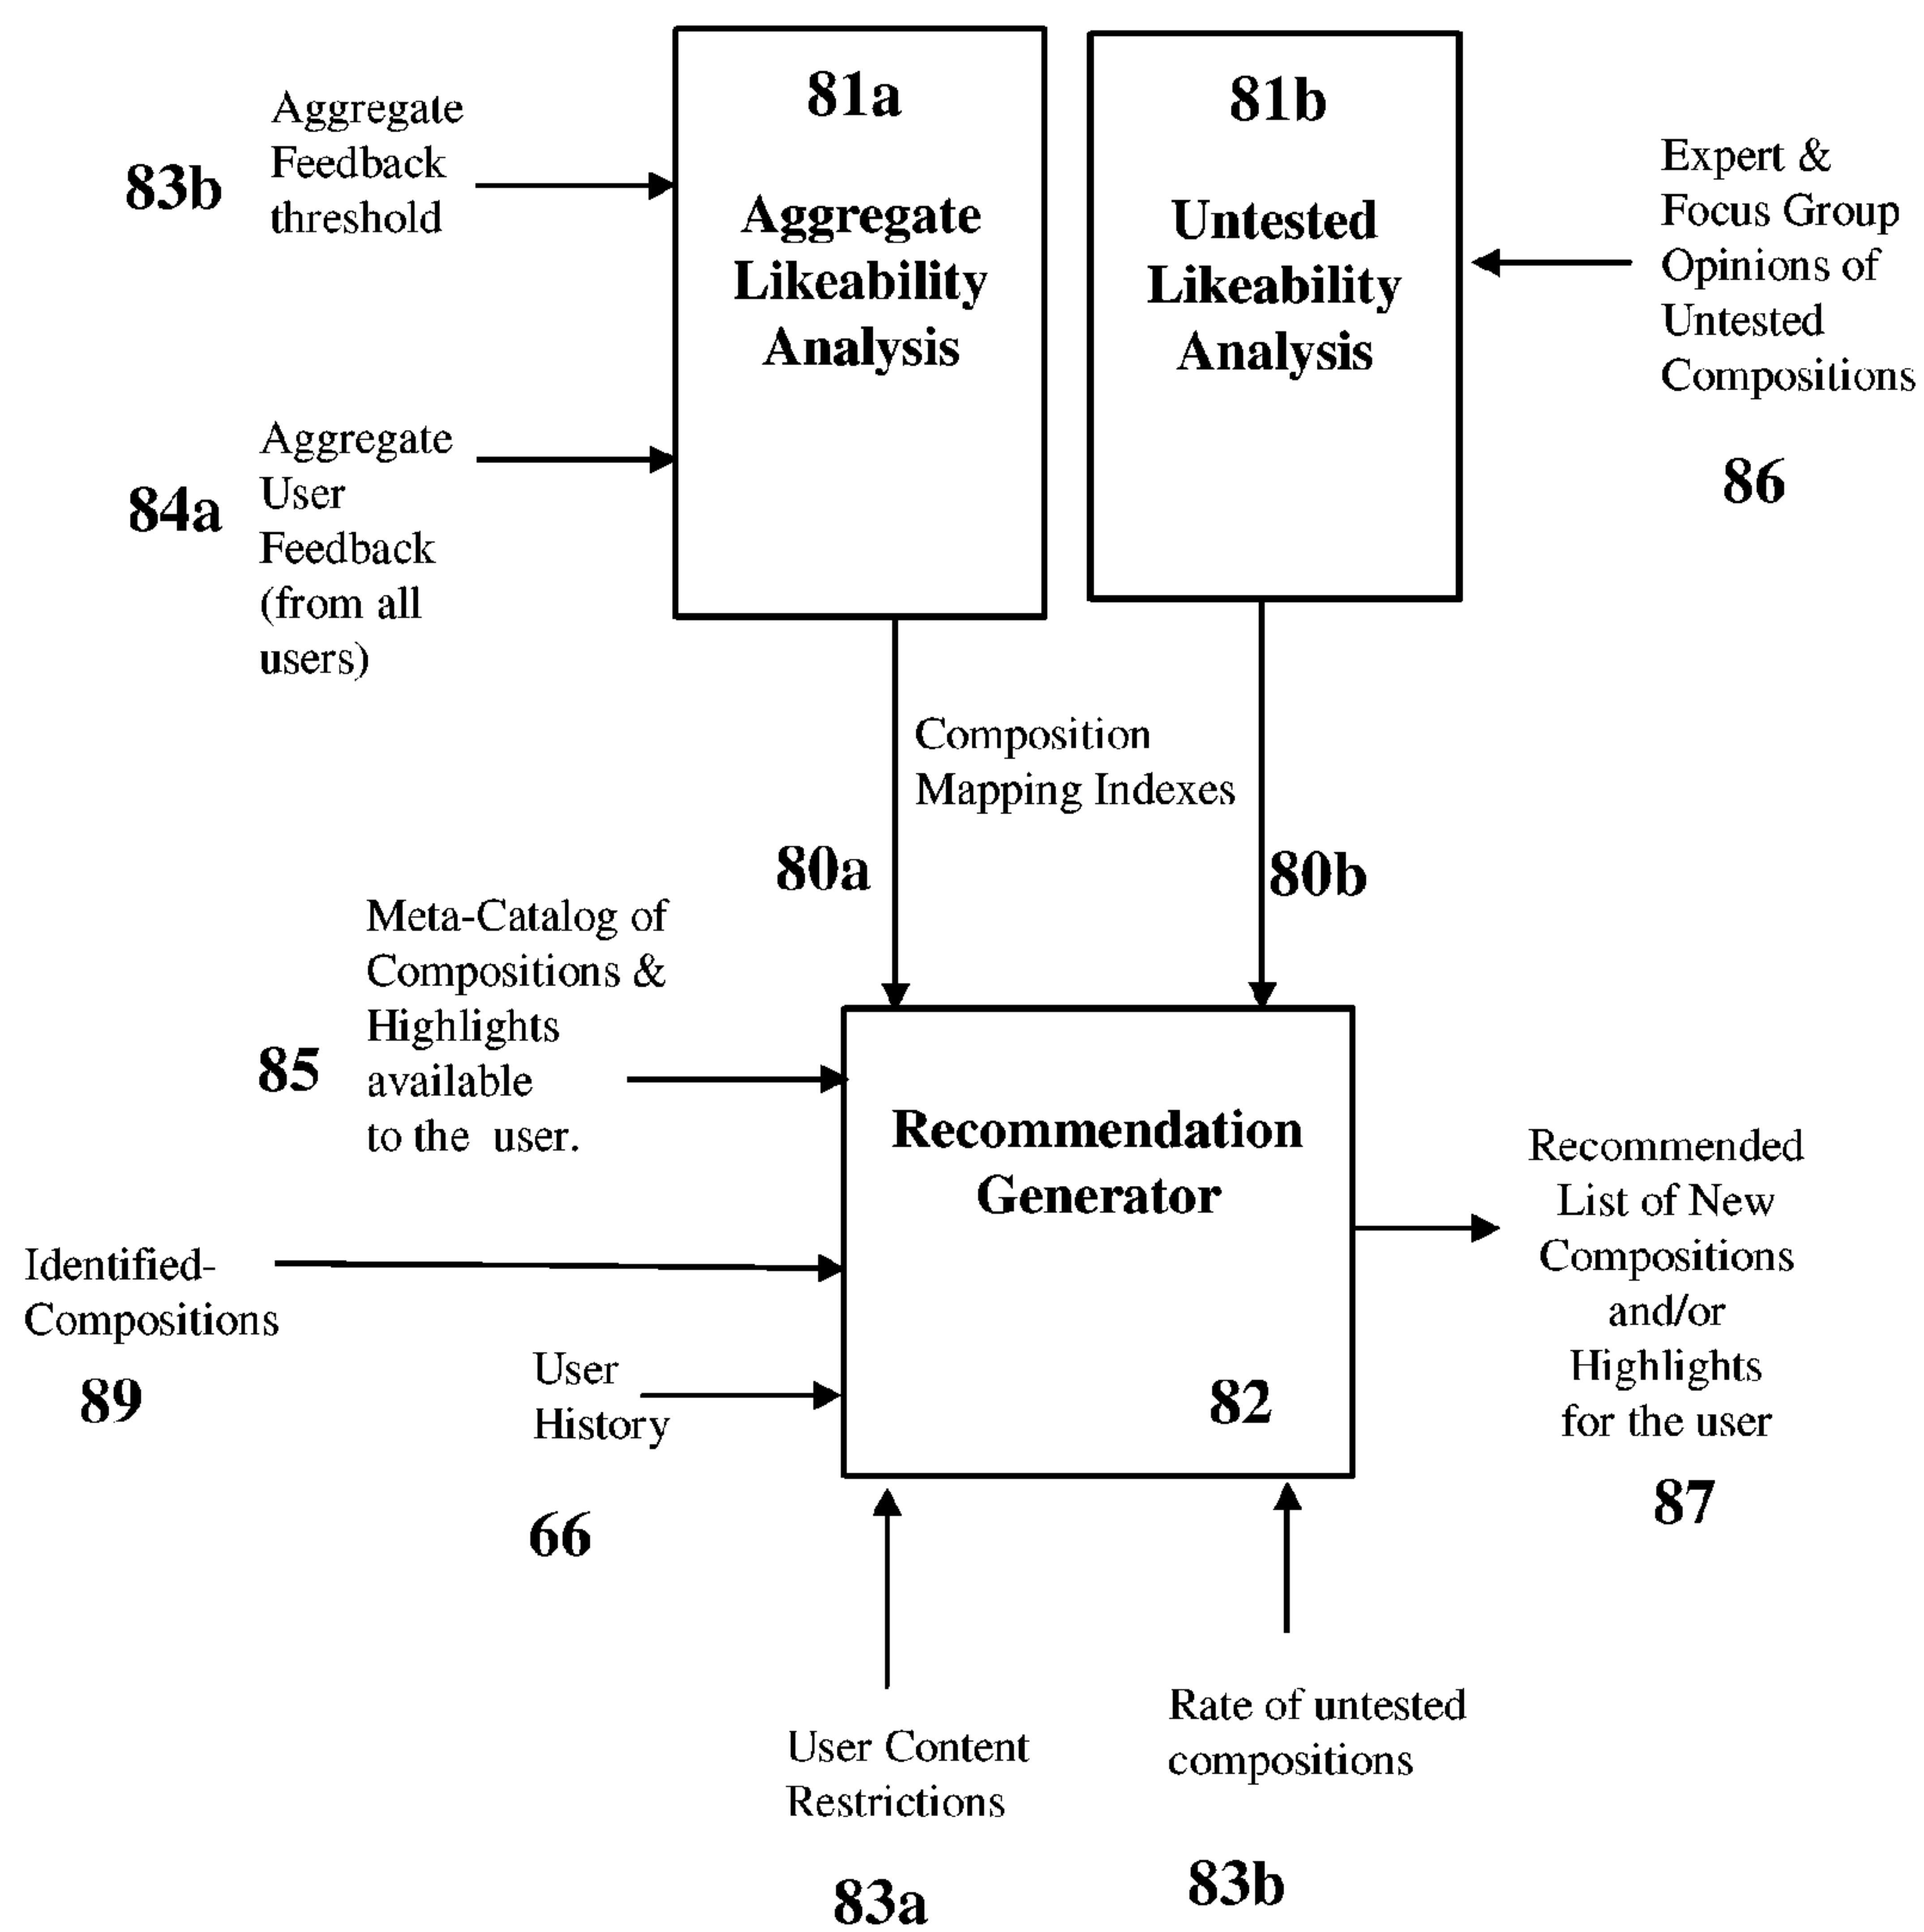 81a
Aggregate
Likeability
Analysis
81b
Untested
Likeability
Analysis
Aggregate
Feedback
threshold
83b
Aggregate
User
Feedback
(from all
users)
84a
Expert &
Focus Group
Opinions of
Untested
Compositions
86
Composition
Mapping Indexes
80a
80b
Meta-Catalog of
Compositions &
Highlights
available
to the user.
85
Recommendation
Generator
82
Identified-
Compositions
89
User
History
66
Recommended
List of New
Compositions
and/or
Highlights
for the user
87
User Content
Restrictions
83a
Rate of untested
compositions
83b